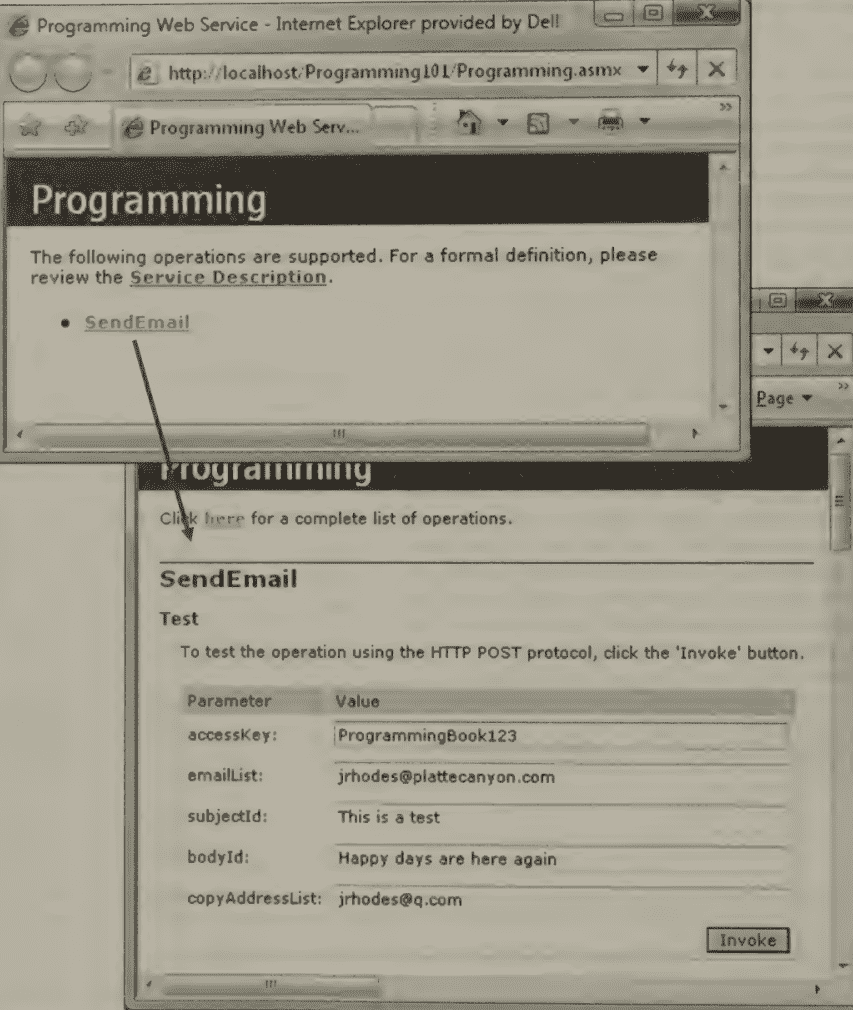 Programming Web Service - Internet Explorer provided by Dell
http://localhost/Programming101/Programming.asmx
Programming Web Serv...
Programming
The following operations are supported. For a formal definition, please
review the Service Description.
• SendEmail
Page
Programming
Click here for a complete list of operations.
SendEmail
Test
To test the operation using the HTTP POST protocol, click the 'Invoke' button.
Parameter Value
accessKey: ProgrammingBook123
emailList: jrhodes@plattecanyon.com
subjectId: This is a test
bodyId: Happy days are here again
copyAddressList: jrhodes@q.com
Invoke